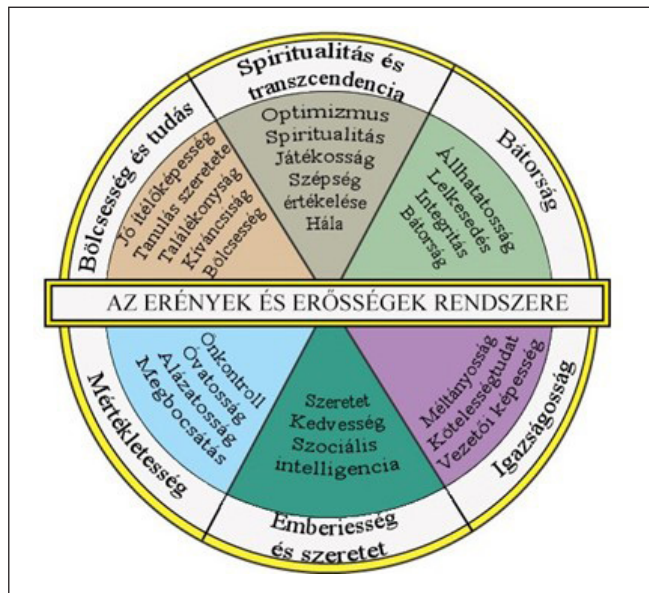 Spiritualitás és
transzcendencia
Optimizmus
Spiritualitás
Játékosság
Szépség
értékelése
Hála
Bölcsesség és tudás
Jó ítélőképesség
Tanulás szeretete
Találékonyság
Kíváncsiság
Bölcsesség
Bátorság
Állhatatosság
Lelkesedés
Integritás
Bátorság
AZ ERÉNYEK ÉS ERŐSSÉGEK RENDSZERE
Mértékletesség
Önkontroll
Óvatosság
Alázatosság
Megbocsátás
Szeretet
Kedvesség
Szociális
intelligencia
Emberiesség
és szeretet
Méltányosság
Kötelességtudat
Vezetői képesség
Igazságosság